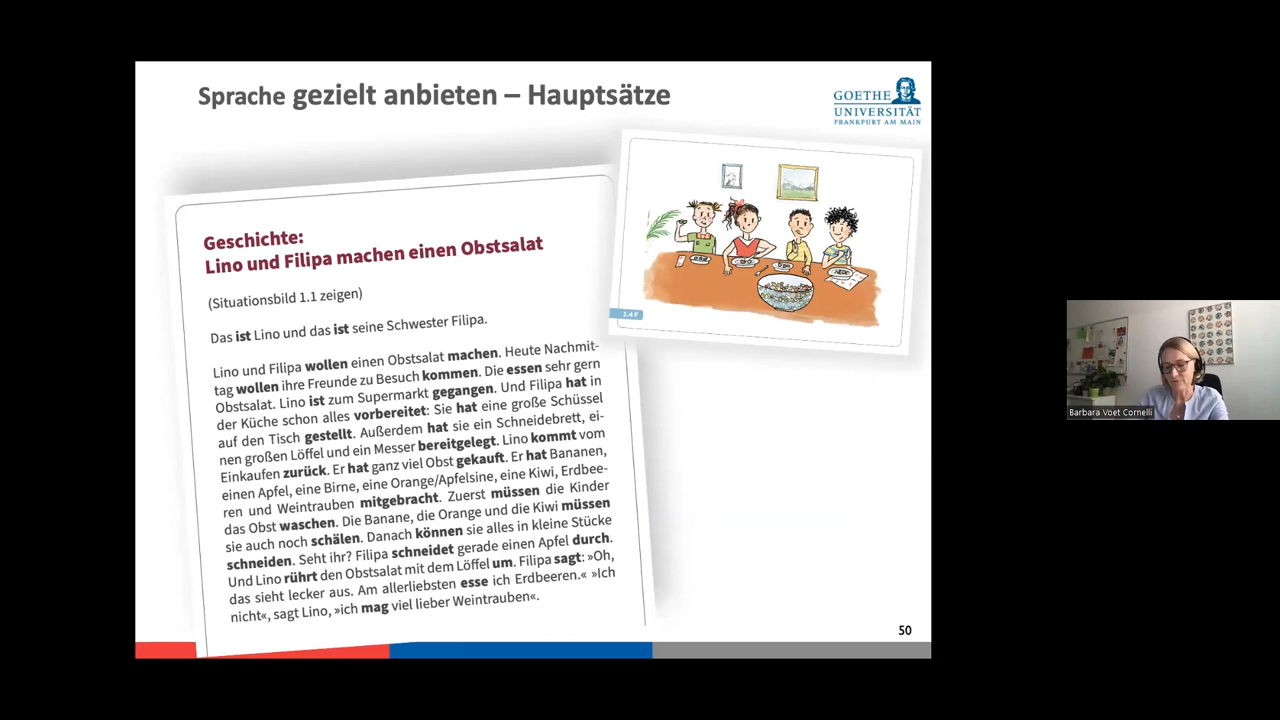 Sprache gezielt anbieten – Hauptsätze
GOETHE
UNIVERSITÄT
FRANKFURT AM MAIN
Geschichte:
Lino und Filipa machen einen Obstsalat
(Situationsbild 1.1 zeigen)
Das ist Lino und das ist seine Schwester Filipa.
Lino und Filipa wollen einen Obstsalat machen. Heute Nachmit-
tag wollen ihre Freunde zu Besuch kommen. Die essen sehr gern
Obstsalat. Lino ist zum Supermarkt gegangen. Und Filipa hat in
der Küche schon alles vorbereitet: Sie hat eine große Schüssel
auf den Tisch gestellt. Außerdem hat sie ein Schneidebrett, ei-
nen großen Löffel und ein Messer bereitgelegt. Lino kommt vom
Einkaufen zurück. Er hat ganz viel Obst gekauft. Er hat Bananen,
einen Apfel, eine Birne, eine Orange/Apfelsine, eine Kiwi, Erdbee-
ren und Weintrauben mitgebracht. Zuerst müssen die Kinder
das Obst waschen. Die Banane, die Orange und die Kiwi müssen
sie auch noch schälen. Danach können sie alles in kleine Stücke
schneiden. Seht ihr? Filipa schneidet gerade einen Apfel durch.
Und Lino rührt den Obstsalat mit dem Löffel um. Filipa sagt: »Oh,
das sieht lecker aus. Am allerliebsten esse ich Erdbeeren.« »Ich
nicht«, sagt Lino, »ich mag viel lieber Weintrauben«.
1.4 F
50
Barbara Voet Cornelli